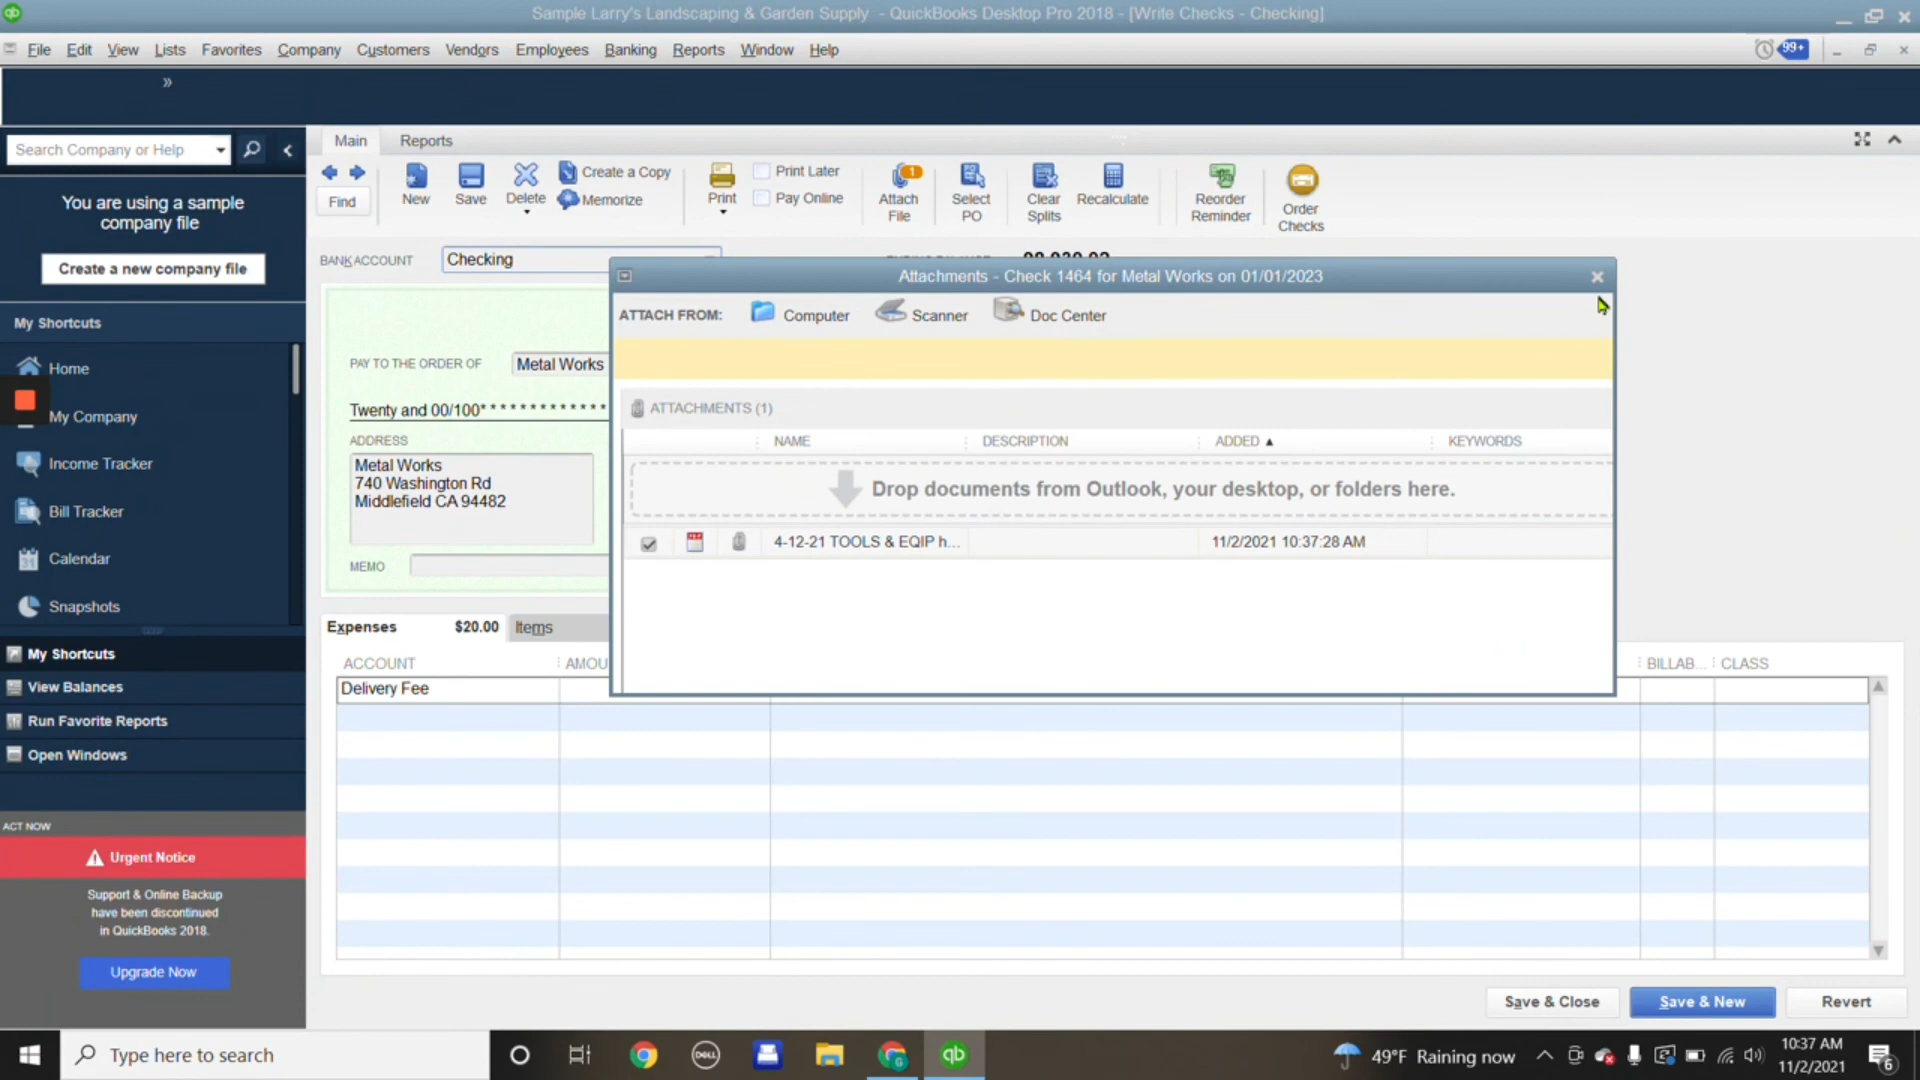 Sample Larry's Landscaping & Garden Supply - QuickBooks Desktop Pro 2018 - [Write Checks - Checking]
File Edit View Lists Favorites Company Customers Vendors Employees Banking Reports Window Help
99+
Search Company or Help
You are using a sample
company file
Create a new company file
My Shortcuts
Home
My Company
Income Tracker
Bill Tracker
Calendar
Snapshots
My Shortcuts
View Balances
Run Favorite Reports
Open Windows
ACT NOW
Urgent Notice
Support & Online Backup
have been discontinued
in QuickBooks 2018.
Upgrade Now
Main Reports
Find
New
Save
Delete
Create a Copy
Memorize
Print
Print Later
Pay Online
1
Attach
File
Select
PO
Clear
Splits
Recalculate
Reorder
Reminder
Order
Checks
BANK ACCOUNT Checking
PAY TO THE ORDER OF Metal Works
Twenty and 00/100* * * * * * * * * * * * *
ADDRESS
Metal Works
740 Washington Rd
Middlefield CA 94482
MEMO
Attachments - Check 1464 for Metal Works on 01/01/2023
ATTACH FROM: Computer Scanner Doc Center
ATTACHMENTS (1)
NAME DESCRIPTION ADDED ▲ KEYWORDS
Drop documents from Outlook, your desktop, or folders here.
4-12-21 TOOLS & EQIP h... 11/2/2021 10:37:28 AM
Expenses $20.00 Items
ACCOUNT AMOU BILLAB... CLASS
Delivery Fee
Save & Close Save & New Revert
Type here to search
DELL
qb
49°F Raining now
10:37 AM
11/2/2021
6